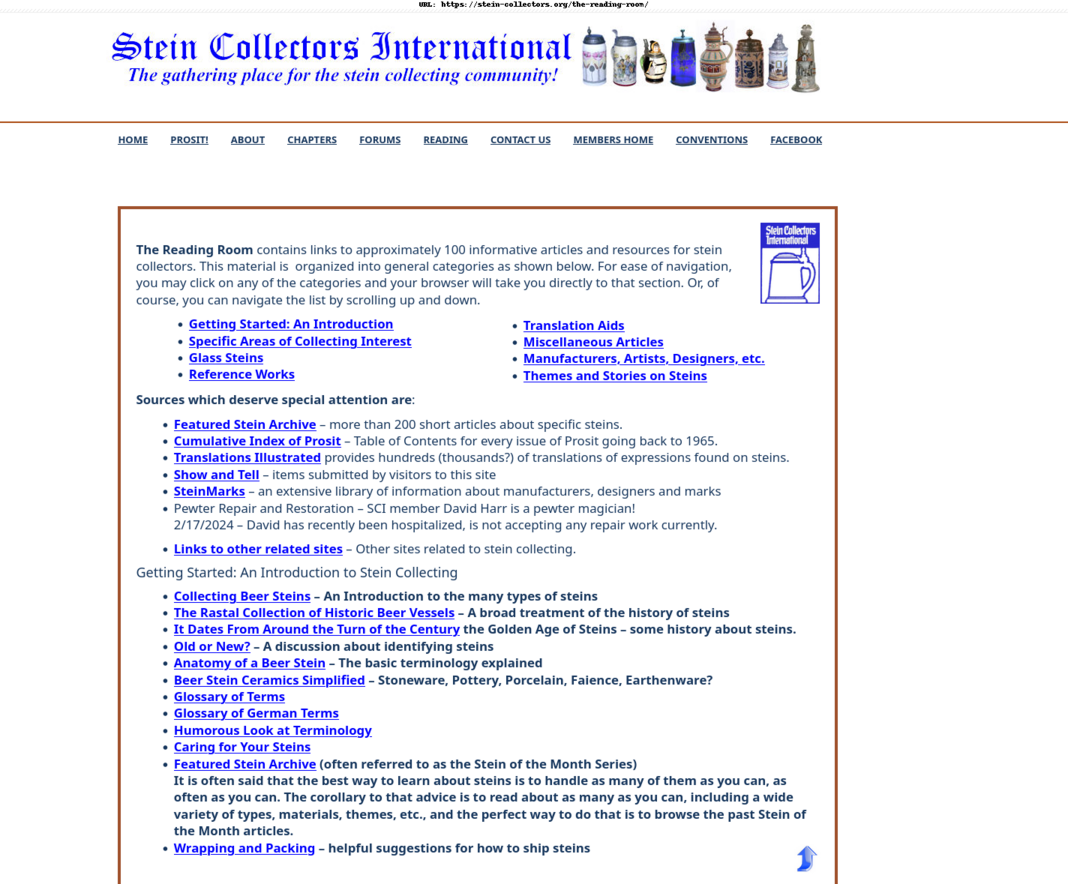 URL: https://stein-collectors.org/the-reading-room/
Stein Collectors International
The gathering place for the stein collecting community!
HOME PROSIT! ABOUT CHAPTERS FORUMS READING CONTACT US MEMBERS HOME CONVENTIONS FACEBOOK
Stein Collectors
International
The Reading Room contains links to approximately 100 informative articles and resources for stein
collectors. This material is  organized into general categories as shown below. For ease of navigation,
you may click on any of the categories and your browser will take you directly to that section. Or, of
course, you can navigate the list by scrolling up and down.
• Getting Started: An Introduction
• Specific Areas of Collecting Interest
• Glass Steins
• Reference Works
• Translation Aids
• Miscellaneous Articles
• Manufacturers, Artists, Designers, etc.
• Themes and Stories on Steins
Sources which deserve special attention are:
• Featured Stein Archive – more than 200 short articles about specific steins.
• Cumulative Index of Prosit – Table of Contents for every issue of Prosit going back to 1965.
• Translations Illustrated provides hundreds (thousands?) of translations of expressions found on steins.
• Show and Tell – items submitted by visitors to this site
• SteinMarks – an extensive library of information about manufacturers, designers and marks
• Pewter Repair and Restoration – SCI member David Harr is a pewter magician!
2/17/2024 – David has recently been hospitalized, is not accepting any repair work currently.
• Links to other related sites – Other sites related to stein collecting.
Getting Started: An Introduction to Stein Collecting
• Collecting Beer Steins – An Introduction to the many types of steins
• The Rastal Collection of Historic Beer Vessels – A broad treatment of the history of steins
• It Dates From Around the Turn of the Century the Golden Age of Steins – some history about steins.
• Old or New? – A discussion about identifying steins
• Anatomy of a Beer Stein – The basic terminology explained
• Beer Stein Ceramics Simplified – Stoneware, Pottery, Porcelain, Faience, Earthenware?
• Glossary of Terms
• Glossary of German Terms
• Humorous Look at Terminology
• Caring for Your Steins
• Featured Stein Archive (often referred to as the Stein of the Month Series)
It is often said that the best way to learn about steins is to handle as many of them as you can, as
often as you can. The corollary to that advice is to read about as many as you can, including a wide
variety of types, materials, themes, etc., and the perfect way to do that is to browse the past Stein of
the Month articles.
• Wrapping and Packing – helpful suggestions for how to ship steins